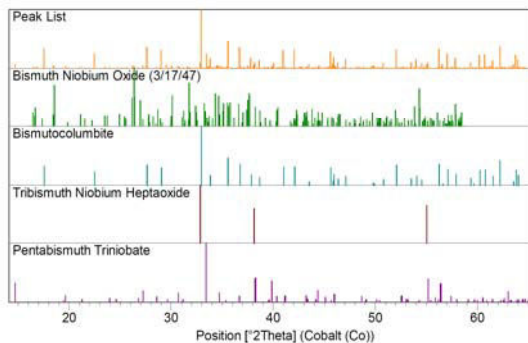 Peak List
Bismuth Niobium Oxide (3/17/47)
Bismutocolumbite
Tribismuth Niobium Heptaoxide
Pentabismuth Triniobate
20 30 40 50 60
Position [°2Theta] (Cobalt (Co))